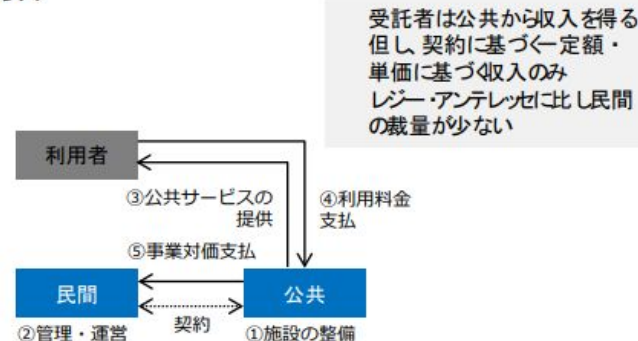 受託者は公共から収入を得る
但し、契約に基づく一定額・
単価に基づく収入のみ
レジー・アンテレッセに比し民間
の裁量が少ない
利用者
③公共サービスの
提供
④利用料金
支払
⑤事業対価支払
民間
契約
公共
②管理・運営
①施設の整備